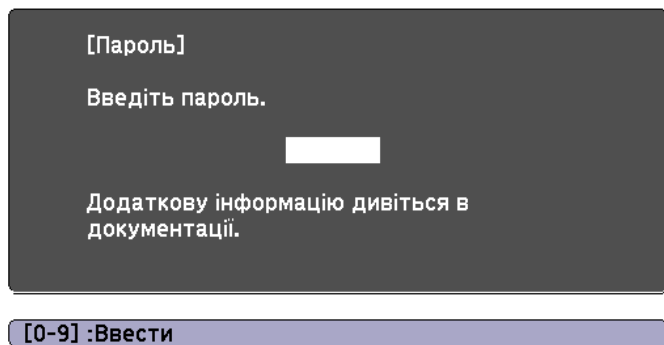 [Пароль]
Введіть пароль.
Додаткову інформацію дивіться в
документації.
[0-9] :Ввести